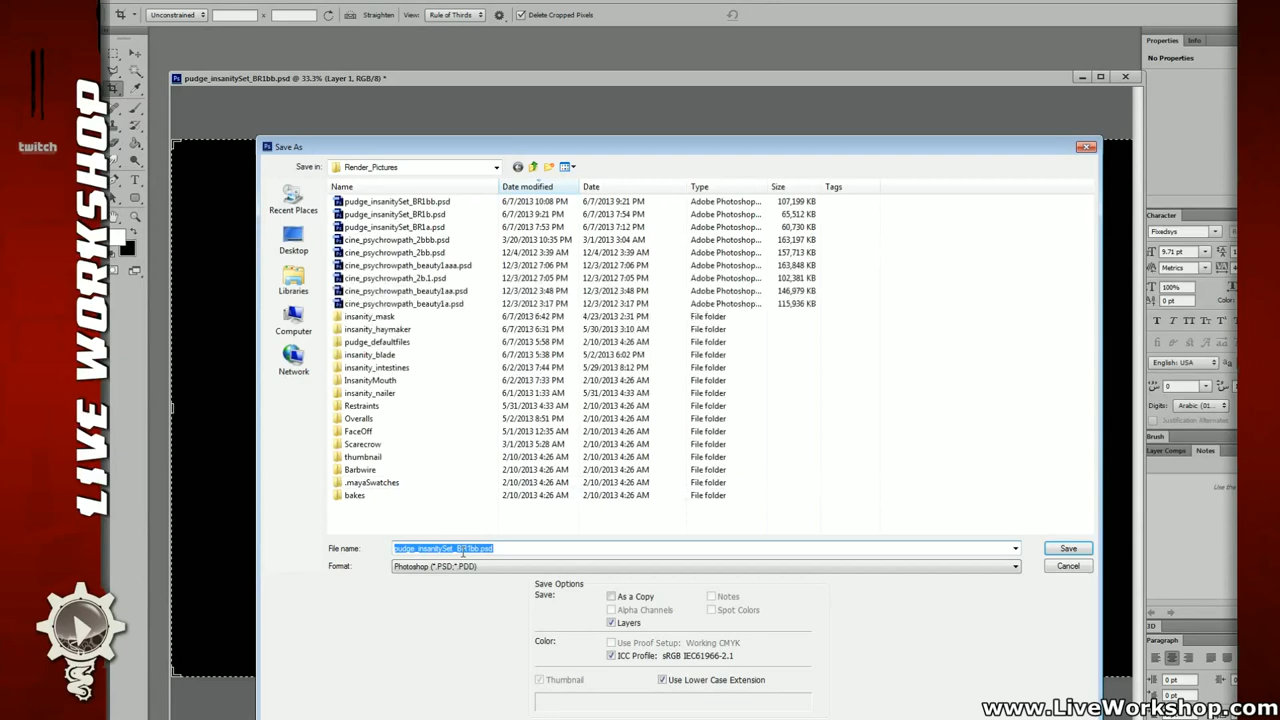 Unconstrained x Straighten View: Rule of Thirds Delete Cropped Pixels
twitch
LIVE WORKSHOP
pudge_insanitySet_BR1bb.psd @ 33.3% (Layer 1, RGB/8) *
Save As
Save in: Render_Pictures
Name Date modified Date Type Size Tags
pudge_insanitySet_BR1bb.psd 6/7/2013 10:08 PM 6/7/2013 9:21 PM Adobe Photoshop... 107,199 KB
pudge_insanitySet_BR1b.psd 6/7/2013 9:21 PM 6/7/2013 7:54 PM Adobe Photoshop... 65,512 KB
pudge_insanitySet_BR1a.psd 6/7/2013 7:53 PM 6/7/2013 7:12 PM Adobe Photoshop... 60,730 KB
cine_psychrowpath_2bbb.psd 3/20/2013 10:35 PM 3/1/2013 3:04 AM Adobe Photoshop... 163,197 KB
cine_psychrowpath_2bb.psd 12/4/2012 3:39 AM 12/4/2012 3:39 AM Adobe Photoshop... 157,713 KB
cine_psychrowpath_beauty1aaa.psd 12/3/2012 7:06 PM 12/3/2012 7:06 PM Adobe Photoshop... 163,848 KB
cine_psychrowpath_2b.1.psd 12/3/2012 7:05 PM 12/3/2012 7:05 PM Adobe Photoshop... 102,381 KB
cine_psychrowpath_beauty1aa.psd 12/3/2012 3:48 PM 12/3/2012 3:48 PM Adobe Photoshop... 146,979 KB
cine_psychrowpath_beauty1a.psd 12/3/2012 3:17 PM 12/3/2012 3:17 PM Adobe Photoshop... 115,936 KB
insanity_mask 6/7/2013 6:42 PM 4/23/2013 2:31 PM File folder
insanity_haymaker 6/7/2013 6:31 PM 5/30/2013 3:10 AM File folder
pudge_defaultfiles 6/7/2013 5:58 PM 2/10/2013 4:26 AM File folder
insanity_blade 6/7/2013 5:38 PM 5/2/2013 6:02 PM File folder
insanity_intestines 6/2/2013 7:44 PM 5/29/2013 8:12 PM File folder
InsanityMouth 6/2/2013 7:33 PM 2/10/2013 4:26 AM File folder
insanity_nailer 6/1/2013 1:33 AM 5/31/2013 4:33 AM File folder
Restraints 5/31/2013 4:33 AM 2/10/2013 4:26 AM File folder
Overalls 5/2/2013 8:51 PM 2/10/2013 4:26 AM File folder
FaceOff 5/1/2013 12:35 AM 2/10/2013 4:26 AM File folder
Scarecrow 3/1/2013 5:28 AM 2/10/2013 4:26 AM File folder
thumbnail 2/10/2013 4:26 AM 2/10/2013 4:26 AM File folder
Barbwire 2/10/2013 4:26 AM 2/10/2013 4:26 AM File folder
.mayaSwatches 2/10/2013 4:26 AM 2/10/2013 4:26 AM File folder
bakes 2/10/2013 4:26 AM 2/10/2013 4:26 AM File folder
Recent Places
Desktop
Libraries
Computer
Network
File name: pudge_insanitySet_BR1bb.psd Save
Format: Photoshop (*.PSD;*.PDD) Cancel
Save Options
Save: As a Copy Notes
Alpha Channels Spot Colors
Layers
Color: Use Proof Setup: Working CMYK
ICC Profile: sRGB IEC61966-2.1
Thumbnail Use Lower Case Extension
Properties Info
No Properties
Character
Fixedsys
9.71 pt
Metrics
100%
0 pt Color:
English: USA
0
Digits: Arabic (01...
Brush
Layer Comps Notes
Use the
3D
Paragraph
0 pt
0 pt
www.LiveWorkshop.com